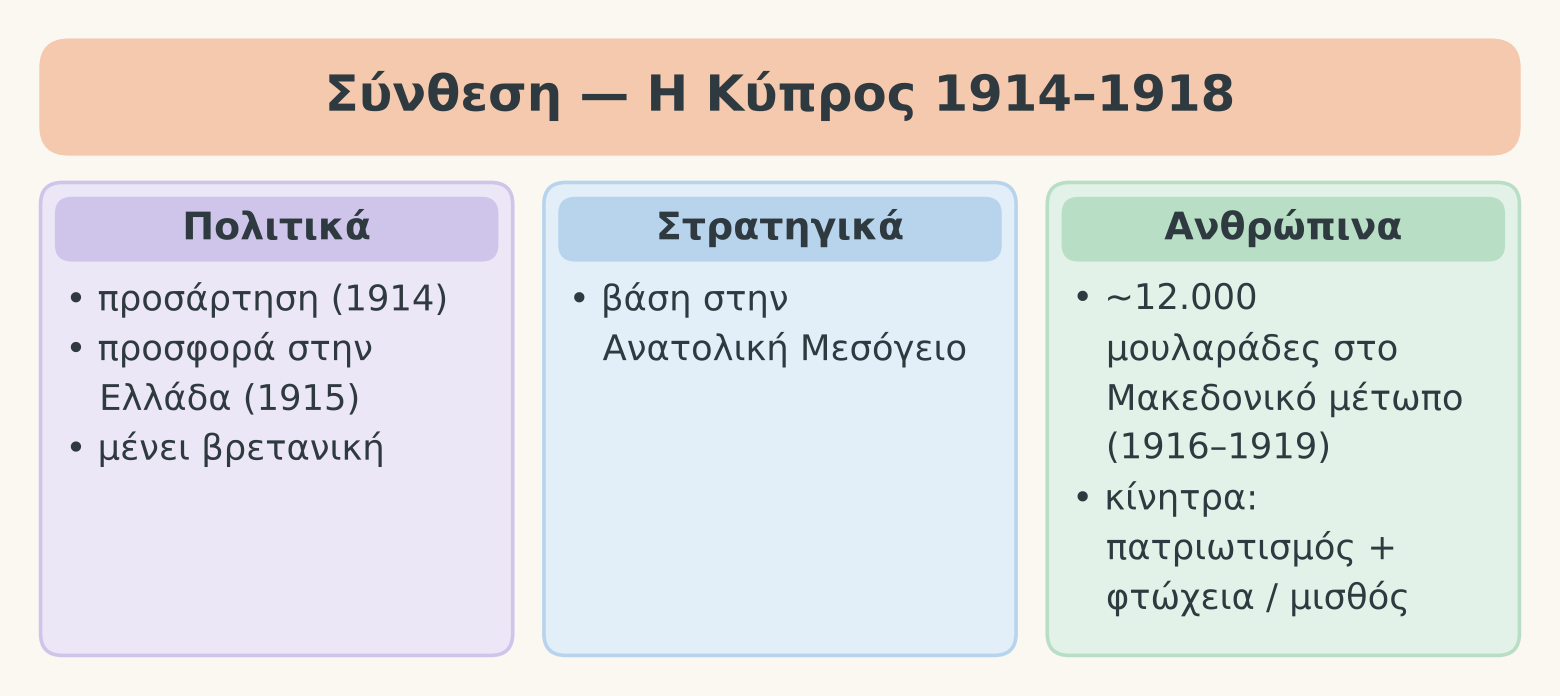 Σύνθεση — Η Κύπρος 1914–1918
Πολιτικά
• προσάρτηση (1914)
• προσφορά στην
Ελλάδα (1915)
• μένει βρετανική
Στρατηγικά
• βάση στην
Ανατολική Μεσόγειο
Ανθρώπινα
• ~12.000
μουλαράδες στο
Μακεδονικό μέτωπο
(1916–1919)
• κίνητρα:
πατριωτισμός +
φτώχεια / μισθός